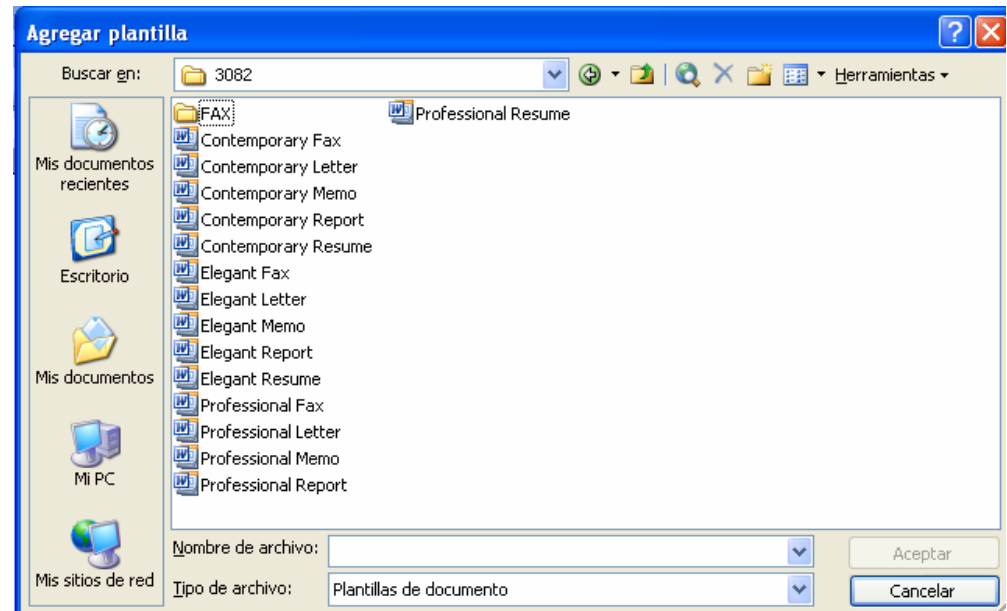 Agregar plantilla
Buscar en:
3082
Herramientas
Mis documentos
recientes
Escritorio
Mis documentos
Mi PC
Mis sitios de red
FAX
Contemporary Fax
Contemporary Letter
Contemporary Memo
Contemporary Report
Contemporary Resume
Elegant Fax
Elegant Letter
Elegant Memo
Elegant Report
Elegant Resume
Professional Fax
Professional Letter
Professional Memo
Professional Report
Professional Resume
Nombre de archivo:
Aceptar
Tipo de archivo:
Plantillas de documento
Cancelar